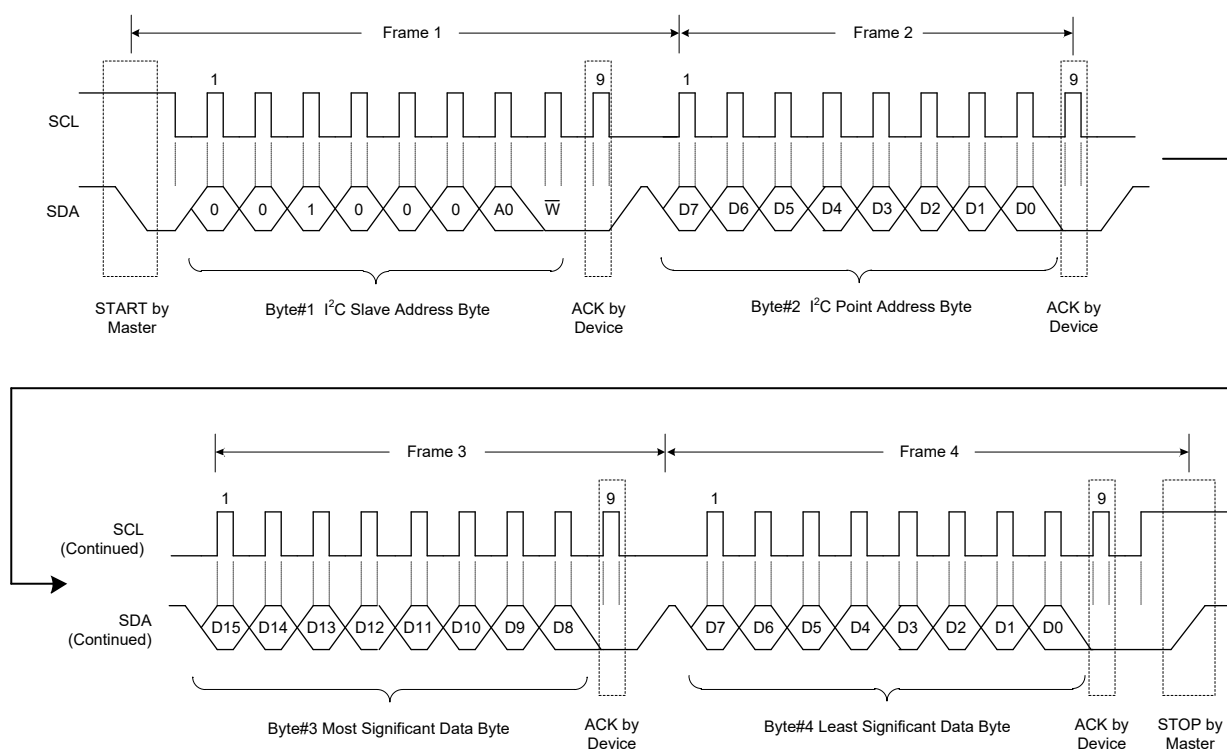 Frame 1 Frame 2
1 9 1 9
SCL
SDA 0 0 1 0 0 0 A0 W̅ D7 D6 D5 D4 D3 D2 D1 D0
START by Master
Byte#1 I²C Slave Address Byte
ACK by Device
Byte#2 I²C Point Address Byte
ACK by Device
Frame 3 Frame 4
1 9 1 9
SCL
(Continued)
SDA
(Continued)
D15 D14 D13 D12 D11 D10 D9 D8 D7 D6 D5 D4 D3 D2 D1 D0
Byte#3 Most Significant Data Byte
ACK by Device
Byte#4 Least Significant Data Byte
ACK by Device
STOP by Master